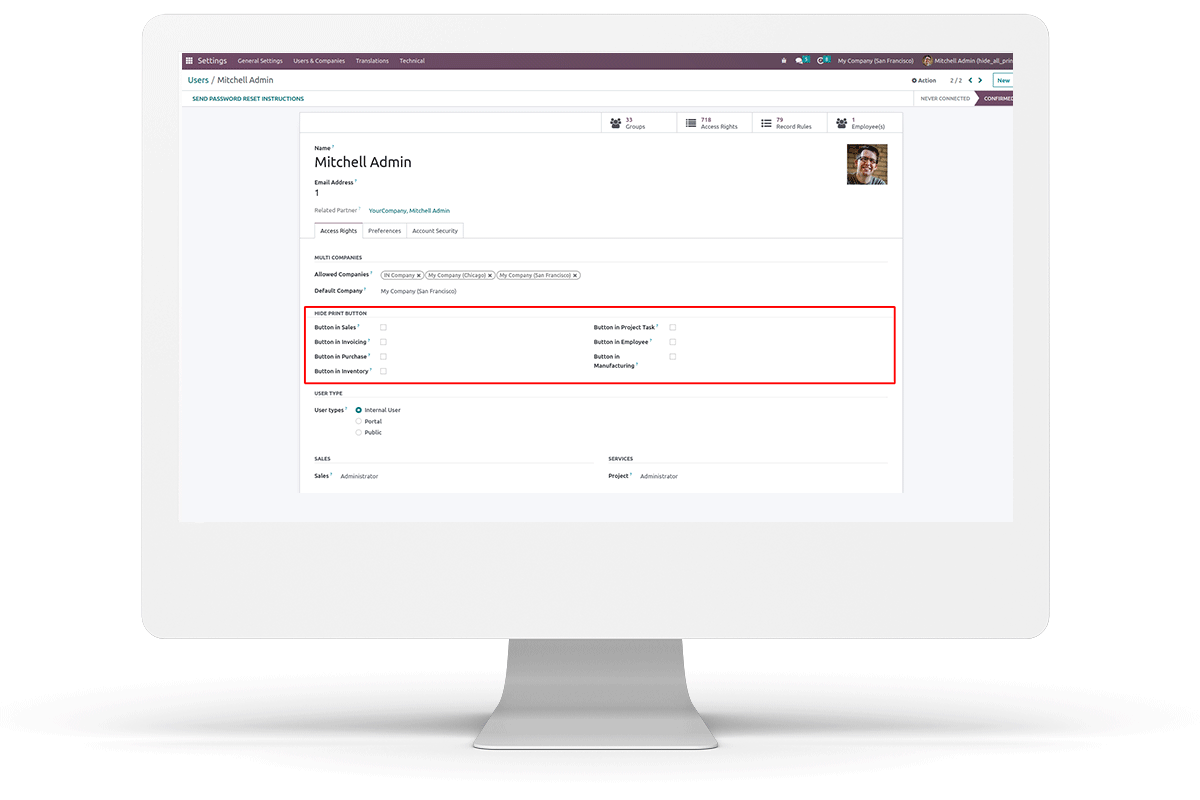 Settings General Settings Users & Companies Translations Technical 5 8 My Company (San Francisco) Mitchell Admin (hide_all_prin
Users / Mitchell Admin Action 2 / 2 New
SEND PASSWORD RESET INSTRUCTIONS NEVER CONNECTED CONFIRMED
33 Groups 718 Access Rights 79 Record Rules 1 Employee(s)
Name ?
Mitchell Admin
Email Address ?
1
Related Partner ? YourCompany, Mitchell Admin
Access Rights Preferences Account Security
MULTI COMPANIES
Allowed Companies ? IN Company × My Company (Chicago) × My Company (San Francisco) ×
Default Company ? My Company (San Francisco)
HIDE PRINT BUTTON
Button in Sales ? Button in Project Task ?
Button in Invoicing ? Button in Employee ?
Button in Purchase ? Button in
Manufacturing ?
Button in Inventory ?
USER TYPE
User types ? Internal User
Portal
Public
SALES SERVICES
Sales ? Administrator Project ? Administrator